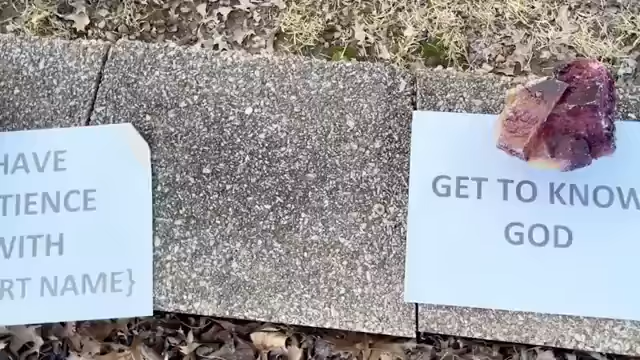 HAVE
TIENCE
WITH
RT NAME}
GET TO KNOW
GOD